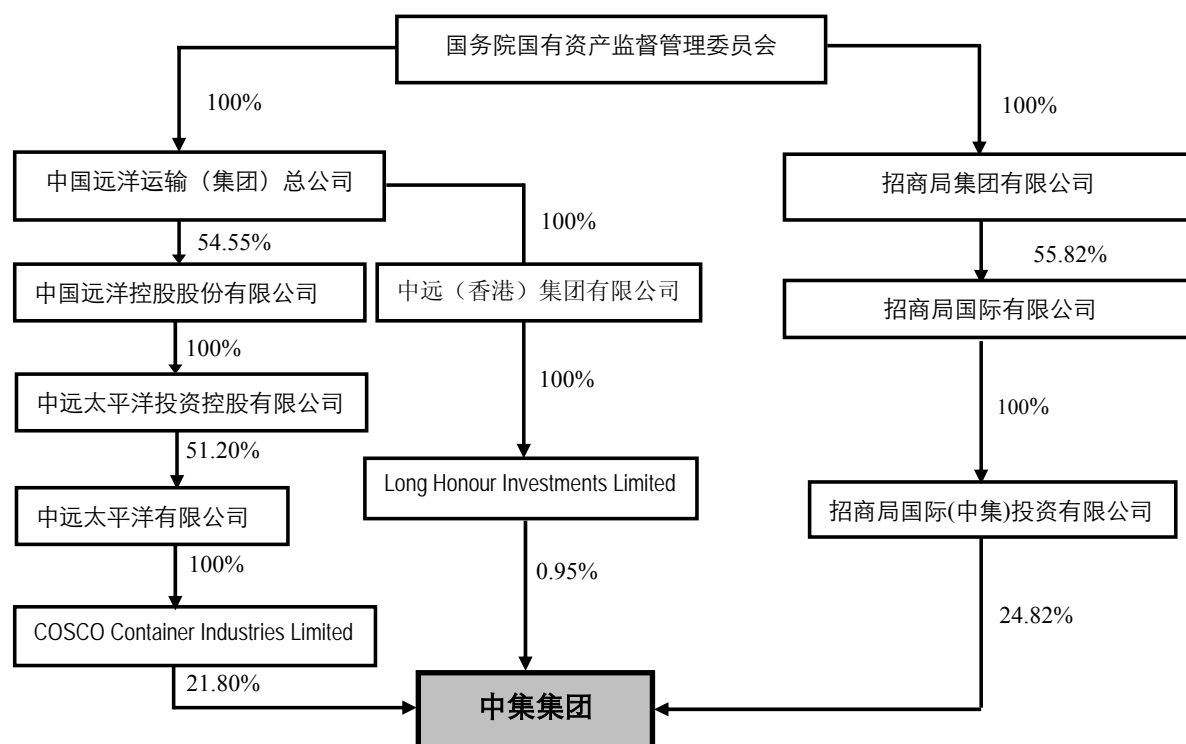 国务院国有资产监督管理委员会
100%
100%
中国远洋运输（集团）总公司
招商局集团有限公司
100%
54.55%
55.82%
中国远洋控股股份有限公司
中远（香港）集团有限公司
招商局国际有限公司
100%
100%
中远太平洋投资控股有限公司
100%
51.20%
Long Honour Investments Limited
中远太平洋有限公司
招商局国际(中集)投资有限公司
100%
0.95%
24.82%
COSCO Container Industries Limited
21.80%
中集集团